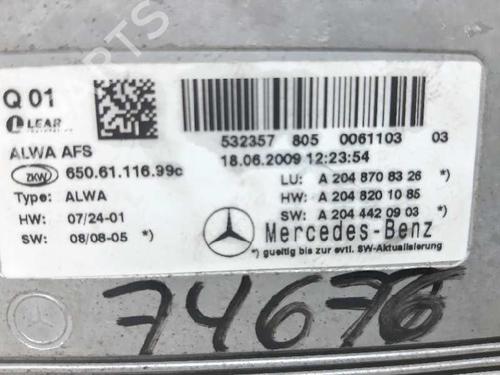 PARTS
Q 01
LEAR
532357 805 0061103 03
18.06.2009 12:23:54
ALWA AFS
ZKW 650.61.116.99c
Type: ALWA
HW: 07/24-01
SW: 08/08-05 *)
LU: A 204 870 83 26 *)
HW: A 204 820 10 85
SW: A 204 442 09 03 *)
Mercedes-Benz
*) gueltig bis zur evtl. SW-Aktualisierung
74676